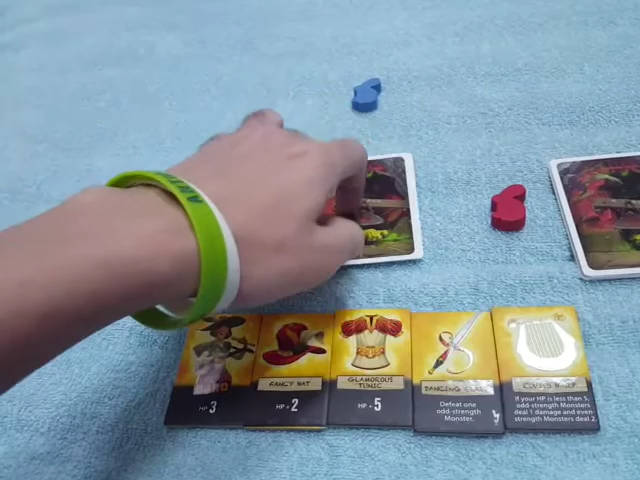 HP 3
FANCY HAT
HP + 2
GLAMOROUS
TUNIC
HP + 5
DANCING
Defeat one
odd-strength
Monster.
If your HP is less than 5,
odd-strength Monsters
deal 1 damage and even-
strength Monsters deal 2.